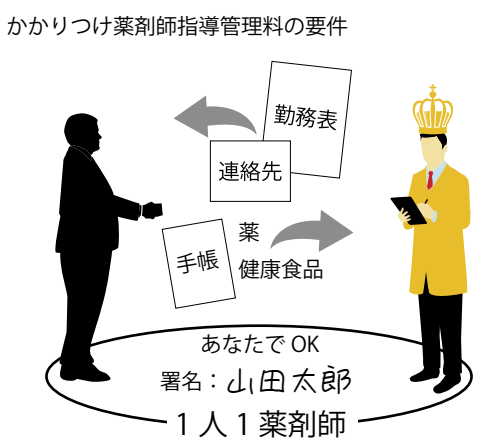 かかりつけ薬剤師指導管理料の要件
勤務表
連絡先
手帳
薬
健康食品
あなたで OK
署名：山田太郎
1 人 1 薬剤師